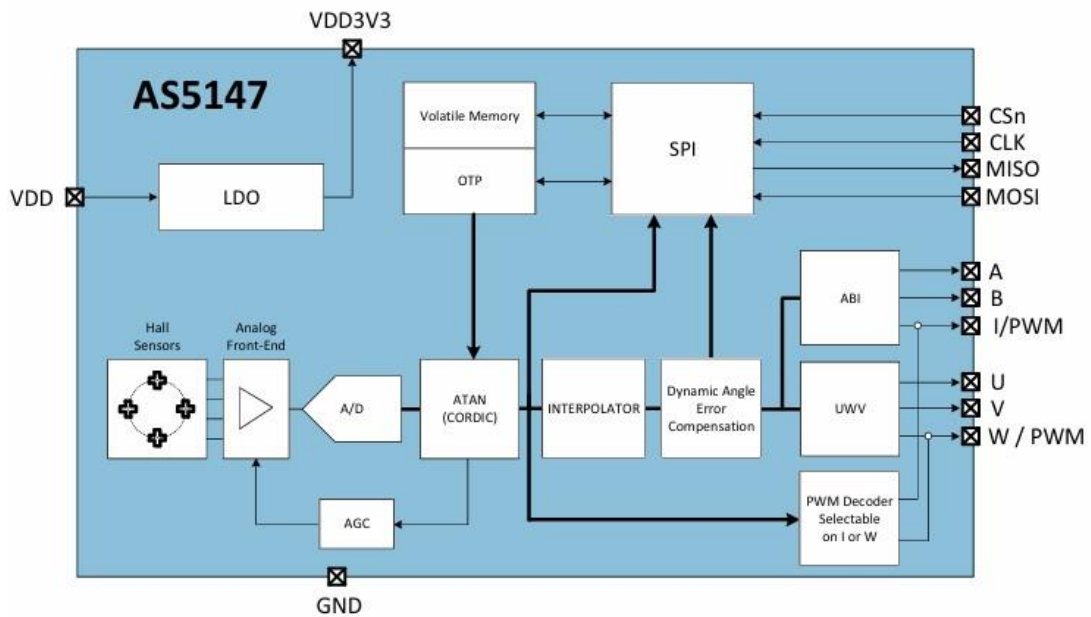 VDD3V3
AS5147
Volatile Memory
OTP
SPI
CSn
CLK
MISO
MOSI
VDD
LDO
ABI
A
B
I/PWM
Hall
Sensors
Analog
Front-End
A/D
ATAN
(CORDIC)
INTERPOLATOR
Dynamic Angle
Error
Compensation
UWV
U
V
W / PWM
AGC
PWM Decoder
Selectable
on I or W
GND